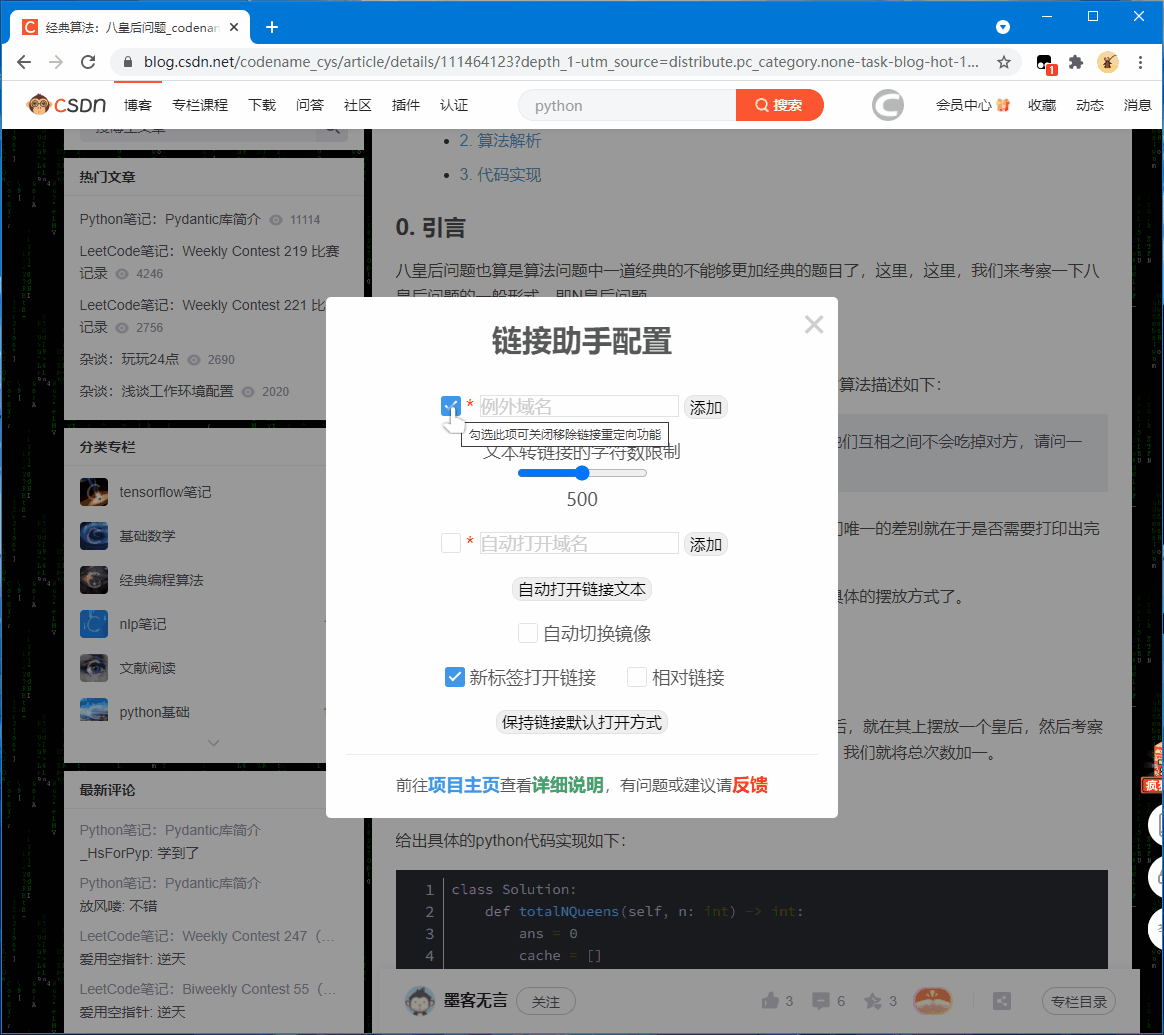 经典算法：八皇后问题_codenam
blog.csdn.net/codename_cys/article/details/111464123?depth_1-utm_source=distribute.pc_category.none-task-blog-hot-1...
1
CSDN 博客 专栏课程 下载 问答 社区 插件 认证 python 搜索 会员中心 收藏 动态 消息
搜博主文章
热门文章
Python笔记：Pydantic库简介 11114
LeetCode笔记：Weekly Contest 219 比赛
记录 4246
LeetCode笔记：Weekly Contest 221 比
记录 2756
杂谈：玩玩24点 2690
杂谈：浅谈工作环境配置 2020
分类专栏
tensorflow笔记
基础数学
经典编程算法
nlp笔记
文献阅读
python基础
最新评论
Python笔记：Pydantic库简介
_HsForPyp: 学到了
Python笔记：Pydantic库简介
放风喽: 不错
LeetCode笔记：Weekly Contest 247（...
爱用空指针: 逆天
LeetCode笔记：Biweekly Contest 55（...
爱用空指针: 逆天
2. 算法解析
3. 代码实现
0. 引言
八皇后问题也算是算法问题中一道经典的不能够更加经典的题目了，这里，这里，我们来考察一下八
皇后问题的一般形式，即N皇后问题
算法描述如下：
他们互相之间不会吃掉对方，请问一
们唯一的差别就在于是否需要打印出完
具体的摆放方式了。
后，就在其上摆放一个皇后，然后考察
我们就将总次数加一。
链接助手配置
* 例外域名 添加
勾选此项可关闭移除链接重定向功能
文本转链接的字符数限制
500
* 自动打开域名 添加
自动打开链接文本
自动切换镜像
新标签打开链接 相对链接
保持链接默认打开方式
前往项目主页查看详细说明，有问题或建议请反馈
给出具体的python代码实现如下：
1 class Solution:
2 def totalNQueens(self, n: int) -> int:
3 ans = 0
4 cache = []
墨客无言 关注 3 6 3 专栏目录